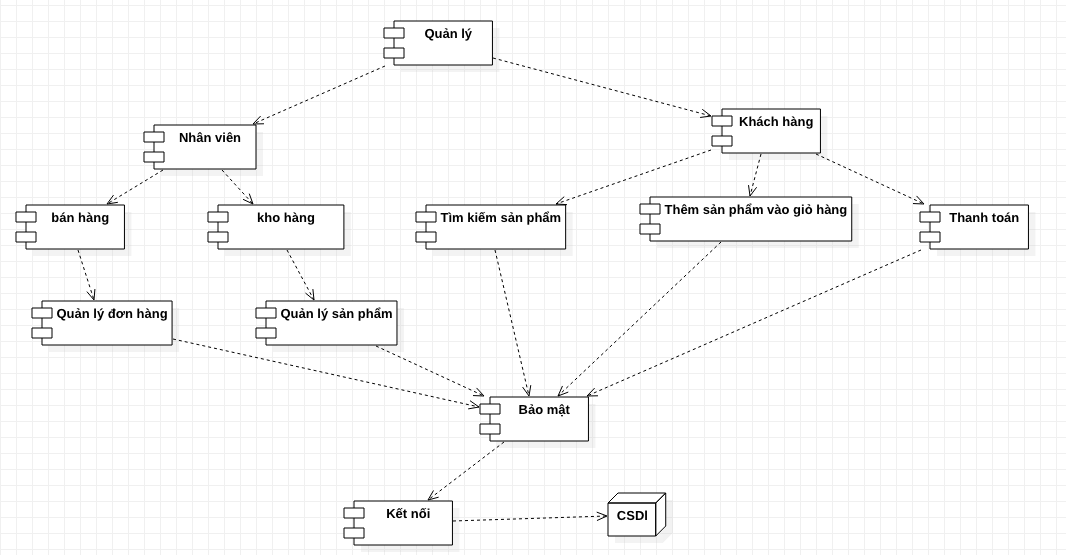 Quản lý
Khách hàng
Nhân viên
bán hàng
kho hàng
Tìm kiếm sản phẩm
Thêm sản phẩm vào giỏ hàng
Thanh toán
Quản lý đơn hàng
Quản lý sản phẩm
Bảo mật
Kết nối
CSDl